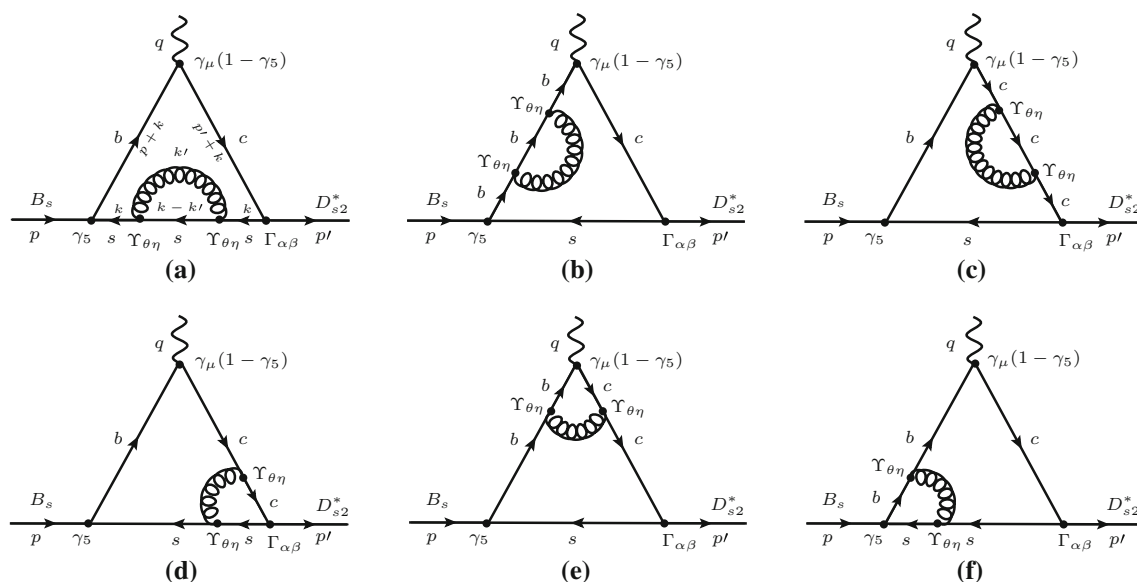 q γμ(1 − γ5)
b p + k p′ + k c
k′
Bs k k − k′ k D*s2
p γ5 s Υθη s Υθη s Γαβ p′
(a)
q γμ(1 − γ5)
b
Υθη
b c
Υθη
b
Bs D*s2
p γ5 s Γαβ p′
(b)
q γμ(1 − γ5)
c
Υθη
b c
Υθη
c
Bs D*s2
p γ5 s Γαβ p′
(c)
q γμ(1 − γ5)
b c
Υθη
c
Bs D*s2
p γ5 s Υθη s Γαβ p′
(d)
q γμ(1 − γ5)
b c
Υθη Υθη
b c
Bs D*s2
p γ5 s Γαβ p′
(e)
q γμ(1 − γ5)
b c
Υθη
b
Bs D*s2
p γ5 s Υθη s Γαβ p′
(f)